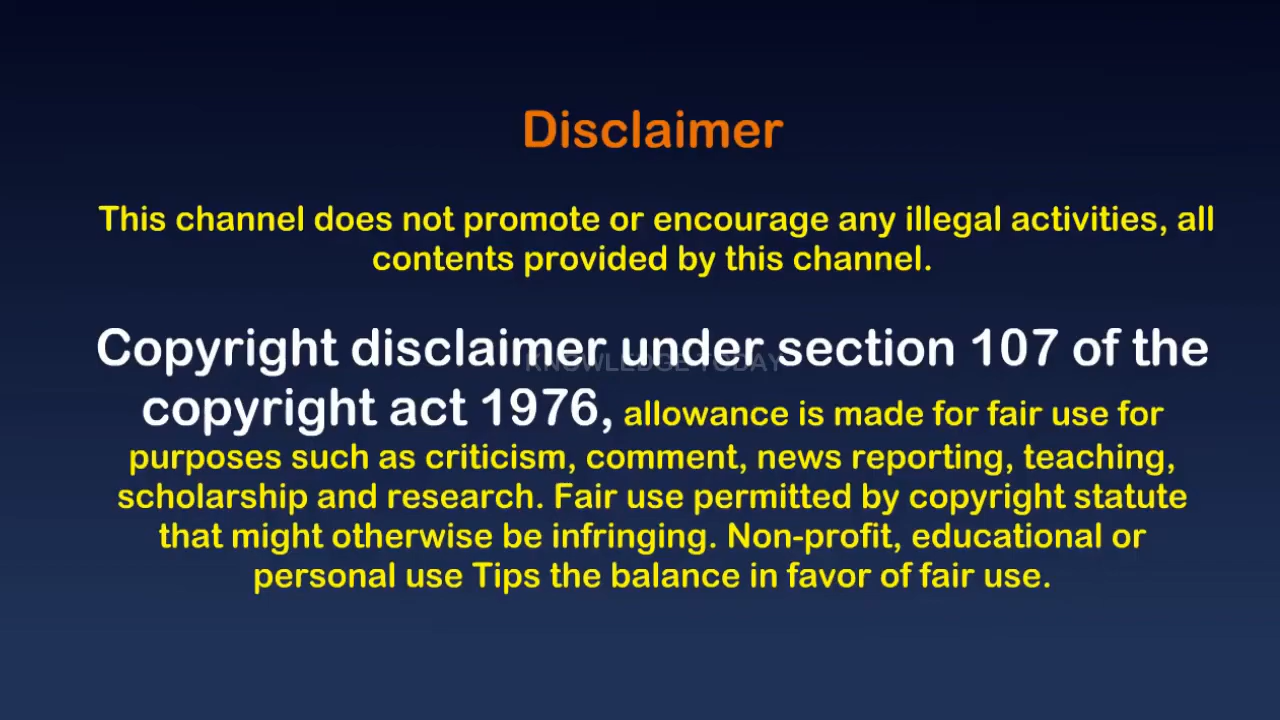 Disclaimer
This channel does not promote or encourage any illegal activities, all
contents provided by this channel.
Copyright disclaimer under section 107 of the
KNOWLEDGE TODAY
copyright act 1976, allowance is made for fair use for
purposes such as criticism, comment, news reporting, teaching,
scholarship and research. Fair use permitted by copyright statute
that might otherwise be infringing. Non-profit, educational or
personal use Tips the balance in favor of fair use.